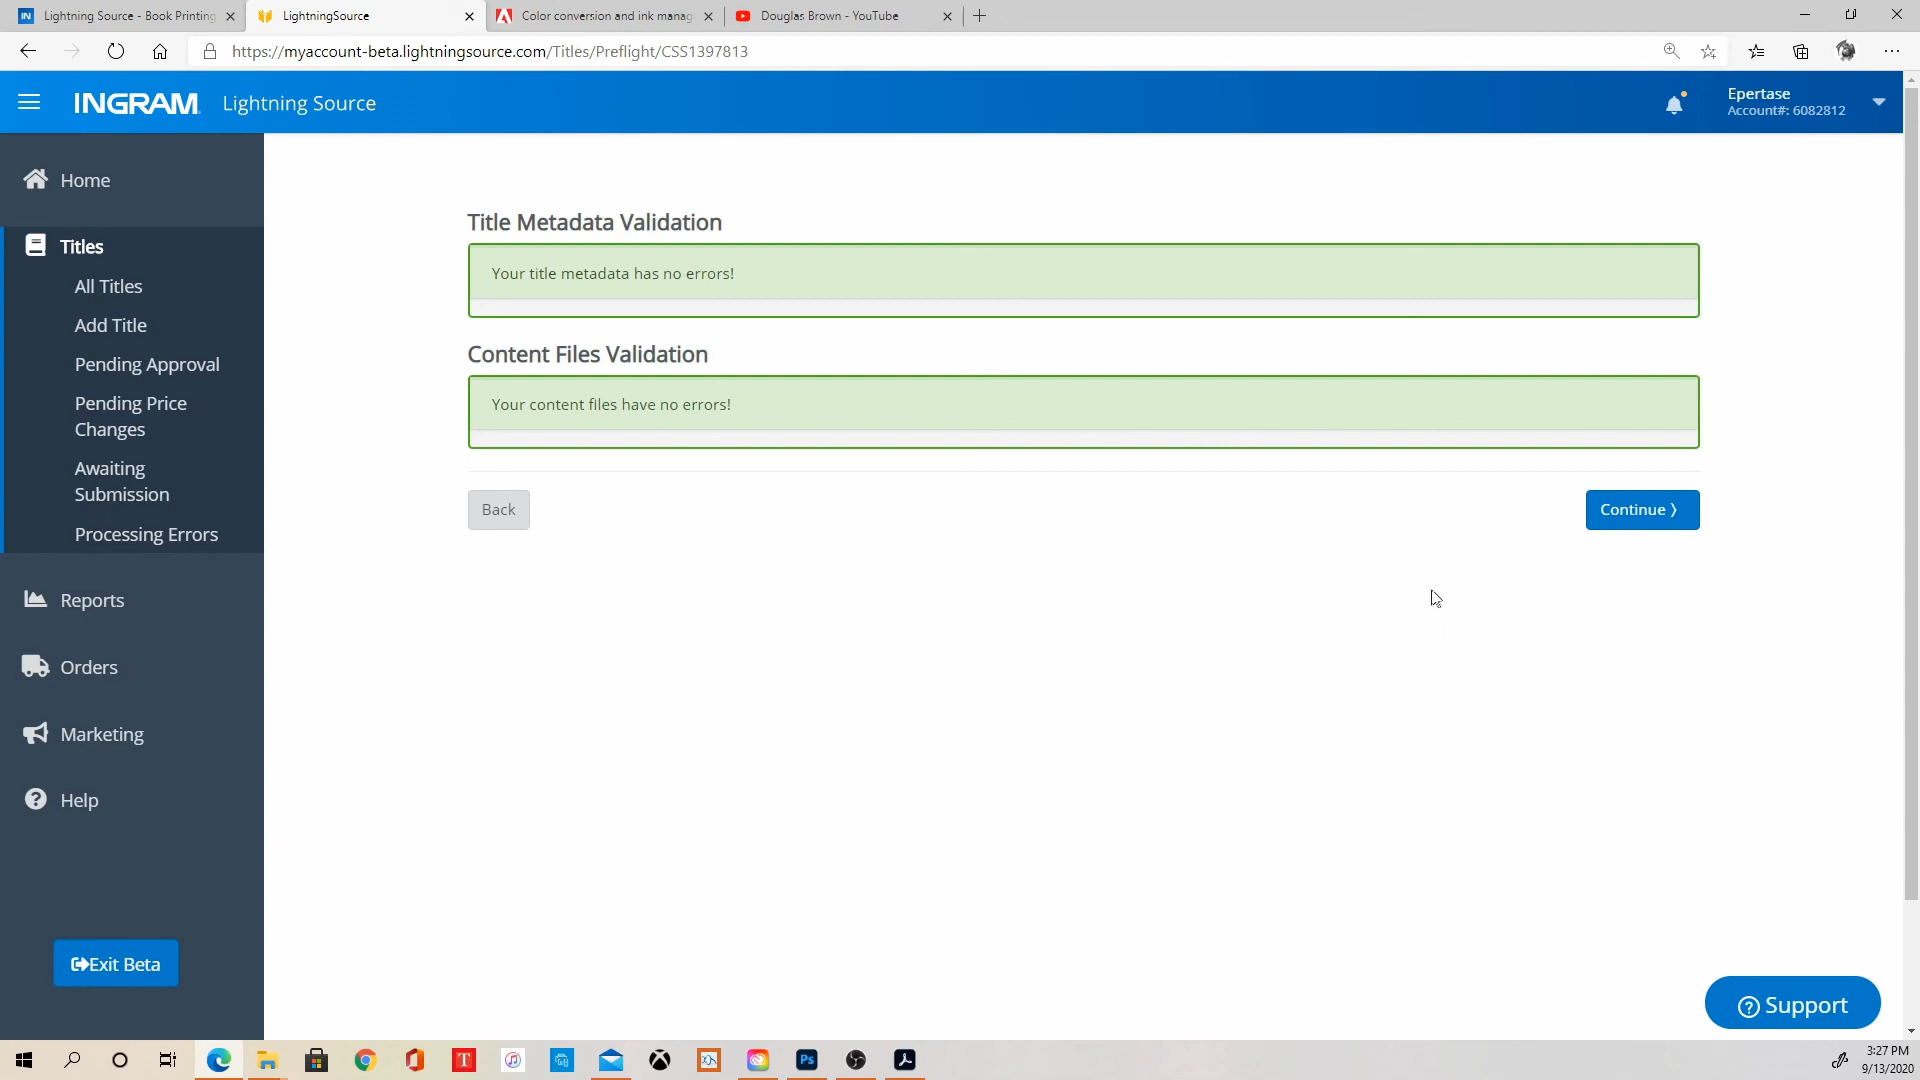 Lightning Source - Book Printing
LightningSource
Color conversion and ink manag
Douglas Brown - YouTube
https://myaccount-beta.lightningsource.com/Titles/Preflight/CSS1397813
INGRAM Lightning Source
Epertase
Account#: 6082812
Home
Titles
All Titles
Add Title
Pending Approval
Pending Price
Changes
Awaiting
Submission
Processing Errors
Reports
Orders
Marketing
Help
Exit Beta
Title Metadata Validation
Your title metadata has no errors!
Content Files Validation
Your content files have no errors!
Back
Continue ⟩
Support
3:27 PM
9/13/2020